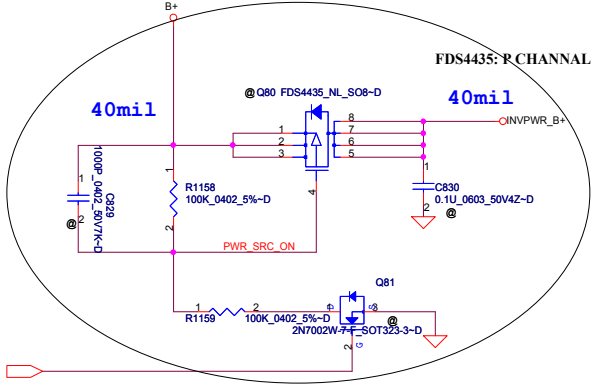 B+
FDS4435: P CHANNAL
@ Q80 FDS4435_NL_SO8~D
40mil
40mil
1
2
3
8
7
6
5
INVPWR_B+
4
1
2
C829
1000P_0402_50V7K~D
@
1
R1158
100K_0402_5%~D
2
1
C830
0.1U_0603_50V4Z~D
2
@
PWR_SRC_ON
Q81
1
2
R1159
100K_0402_5%~D
D
S
3
@
2N7002W-7-F_SOT323-3~D
2
G